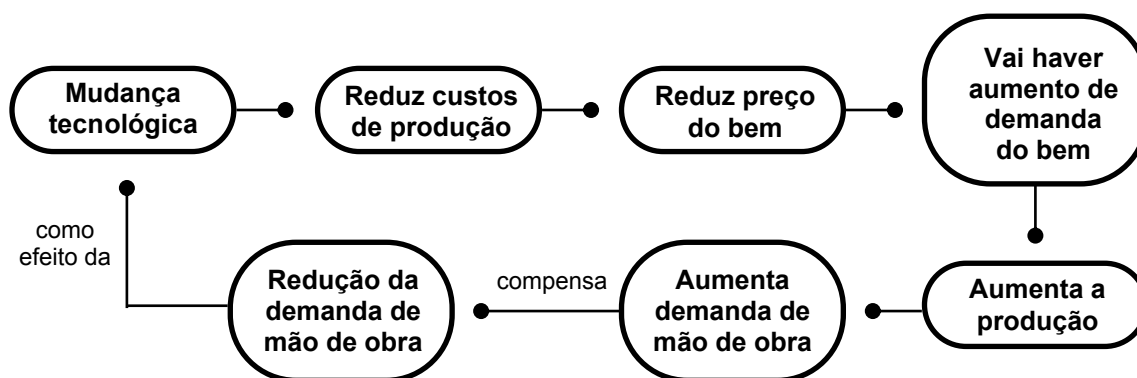 Mudança
tecnológica
Reduz custos
de produção
Reduz preço
do bem
Vai haver
aumento de
demanda
do bem
Aumenta a
produção
Aumenta
demanda de
mão de obra
compensa
Redução da
demanda de
mão de obra
como
efeito da